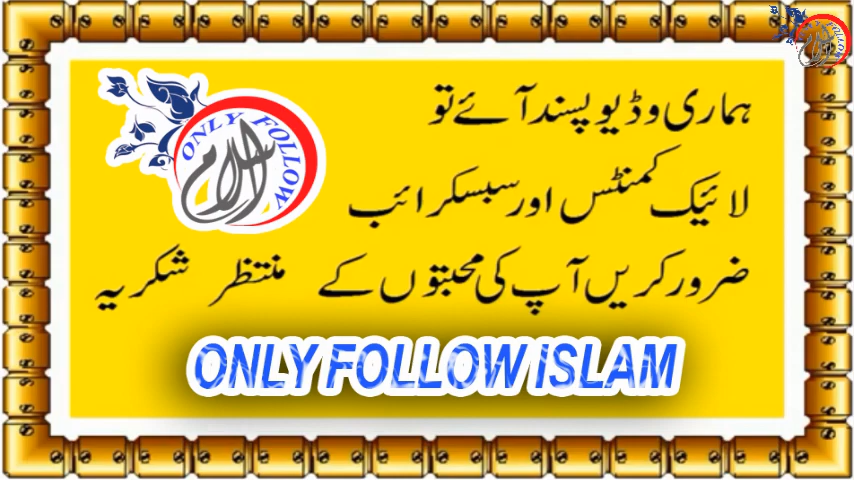 ہماری وڈیو پسند آئے تو
لائیک کمنٹس اور سبسکرائب
ضرور کریں آپ کی محبتوں کے منتظر شکریہ
ONLY FOLLOW
اسلام
ONLY FOLLOW ISLAM